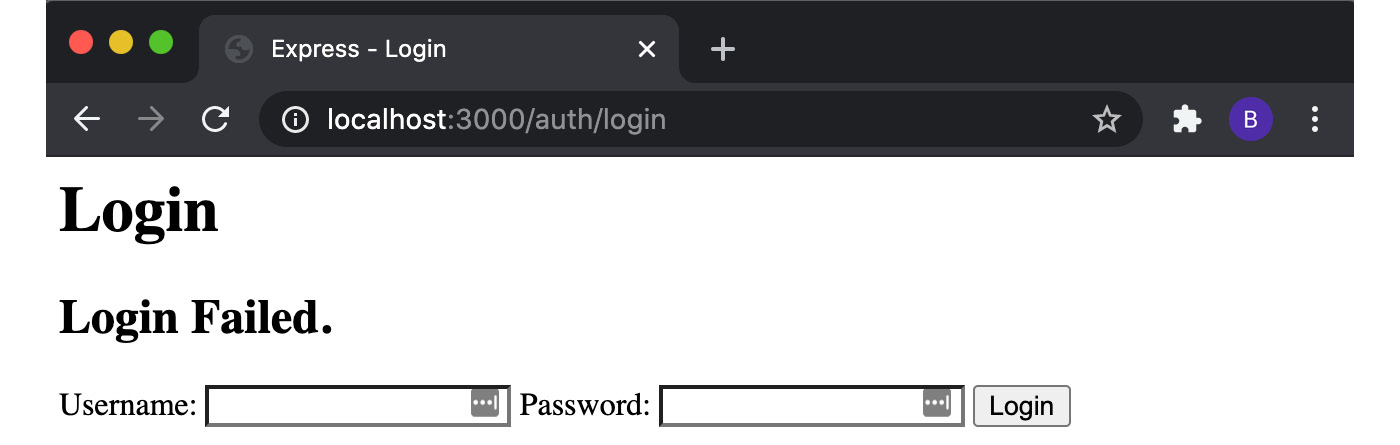 Express - Login
localhost:3000/auth/login
B
Login
Login Failed.
Username: Password: Login